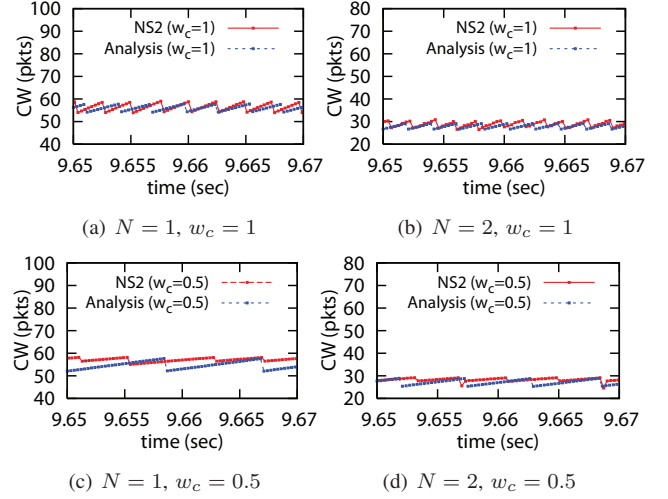 CW (pkts)
100
90
80
70
60
50
40
NS2 (w_c=1)
Analysis (w_c=1)
9.65 9.655 9.66 9.665 9.67
time (sec)
(a) N = 1, w_c = 1
CW (pkts)
80
70
60
50
40
30
20
NS2 (w_c=1)
Analysis (w_c=1)
9.65 9.655 9.66 9.665 9.67
time (sec)
(b) N = 2, w_c = 1
CW (pkts)
100
90
80
70
60
50
40
NS2 (w_c=0.5)
Analysis (w_c=0.5)
9.65 9.655 9.66 9.665 9.67
time (sec)
(c) N = 1, w_c = 0.5
CW (pkts)
80
70
60
50
40
30
20
NS2 (w_c=0.5)
Analysis (w_c=0.5)
9.65 9.655 9.66 9.665 9.67
time (sec)
(d) N = 2, w_c = 0.5